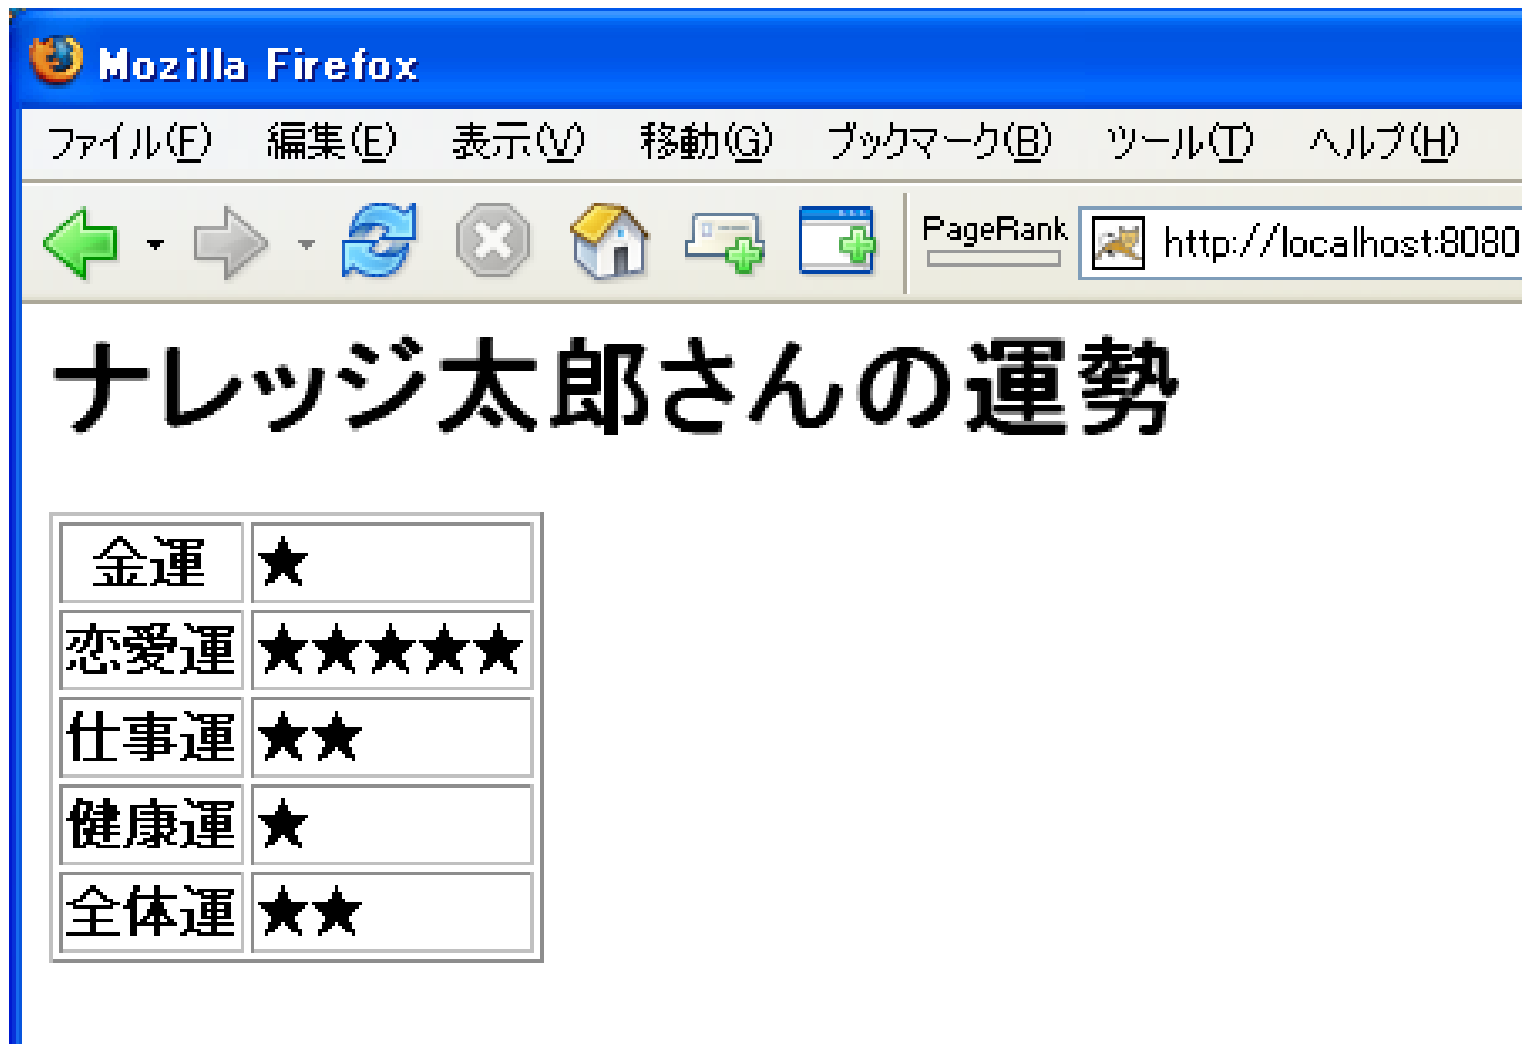 Mozilla Firefox
ファイル(F) 編集(E) 表示(V) 移動(G) ブックマーク(B) ツール(T) ヘルプ(H)
PageRank http://localhost:8080
ナレッジ太郎さんの運勢
金運 ★
恋愛運 ★★★★★
仕事運 ★★
健康運 ★
全体運 ★★